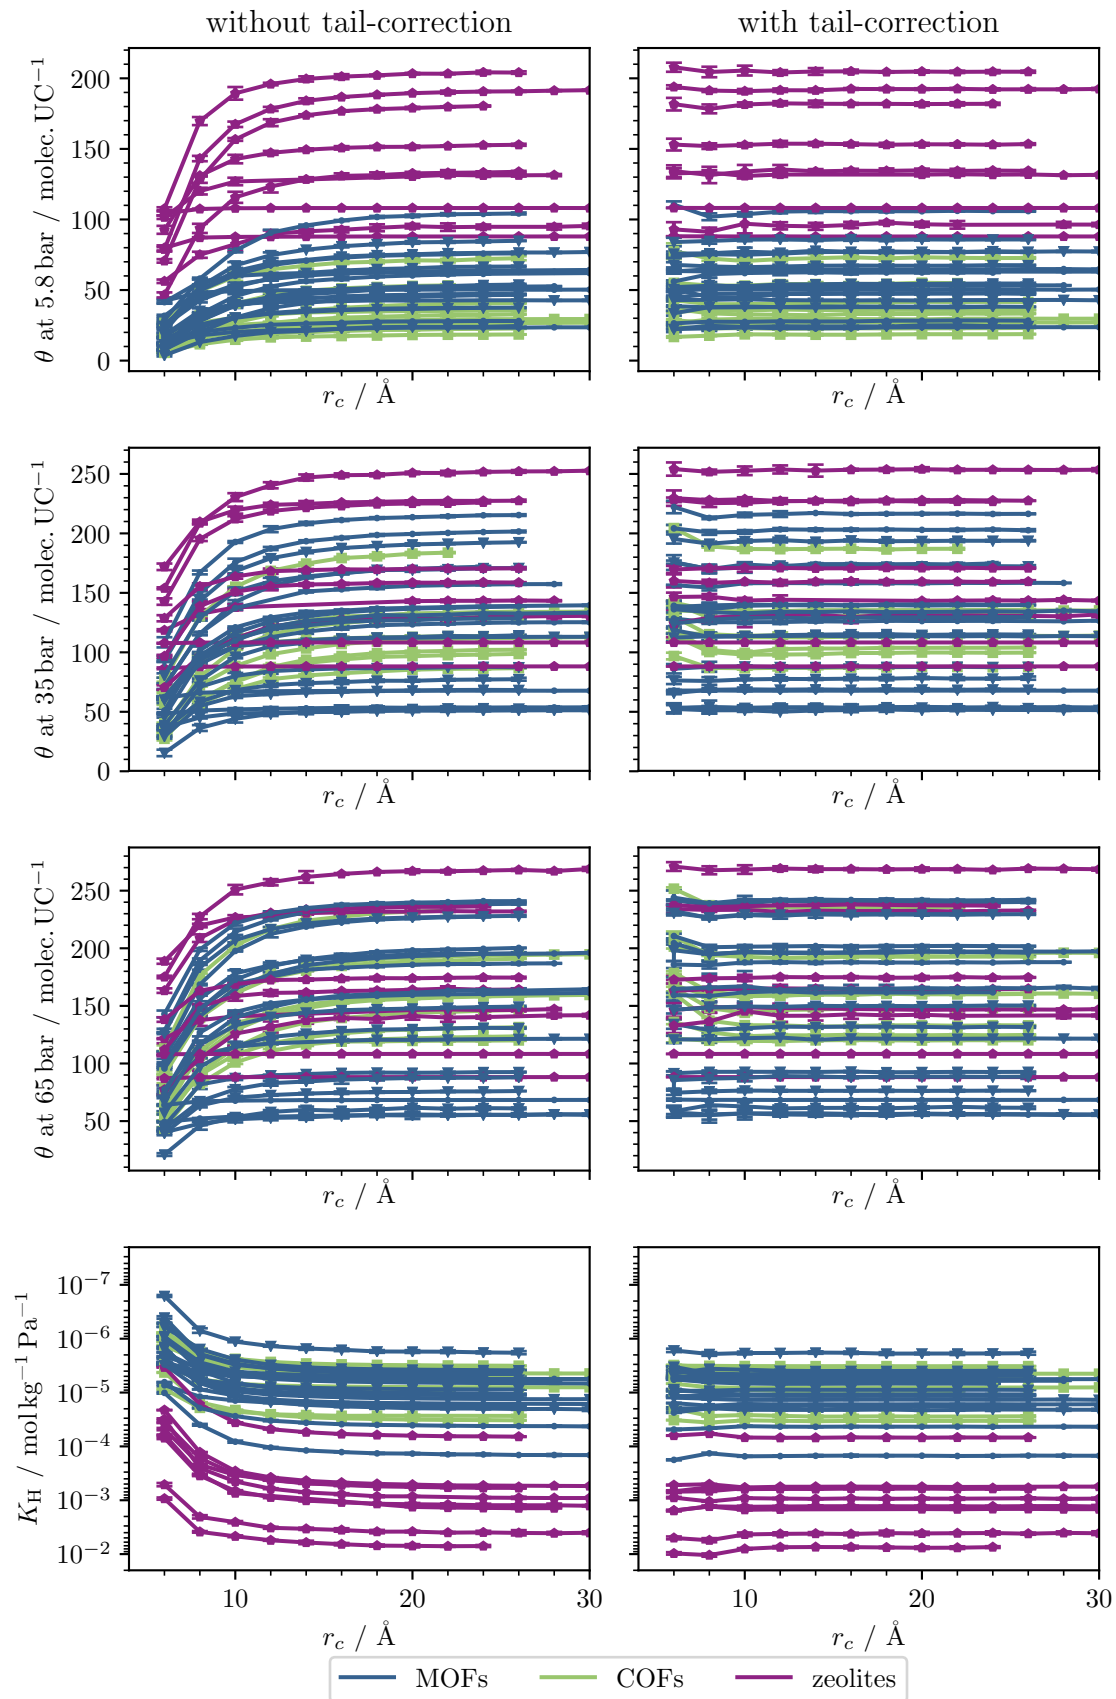 without tail-correction
with tail-correction
θ at 5.8 bar / molec. UC⁻¹
200
150
100
50
0
r_c / Å
r_c / Å
θ at 35 bar / molec. UC⁻¹
250
200
150
100
50
0
r_c / Å
r_c / Å
θ at 65 bar / molec. UC⁻¹
250
200
150
100
50
r_c / Å
r_c / Å
K_H / mol kg⁻¹ Pa⁻¹
10⁻⁷
10⁻⁶
10⁻⁵
10⁻⁴
10⁻³
10⁻²
10 20 30
10 20 30
r_c / Å
r_c / Å
MOFs COFs zeolites